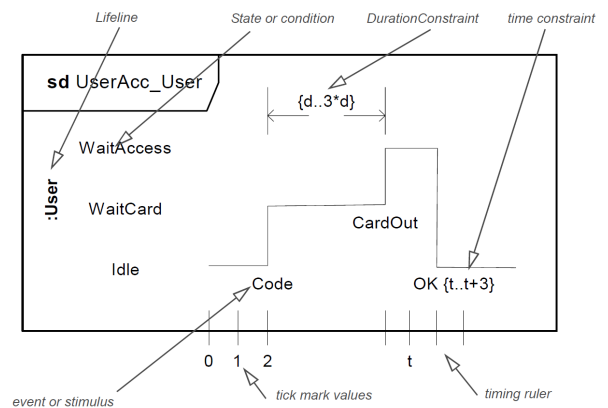 Lifeline
State or condition
DurationConstraint
time constraint
sd UserAcc_User
{d..3*d}
WaitAccess
:User
WaitCard
CardOut
Idle
Code
OK {t..t+3}
0 1 2 t
event or stimulus
tick mark values
timing ruler